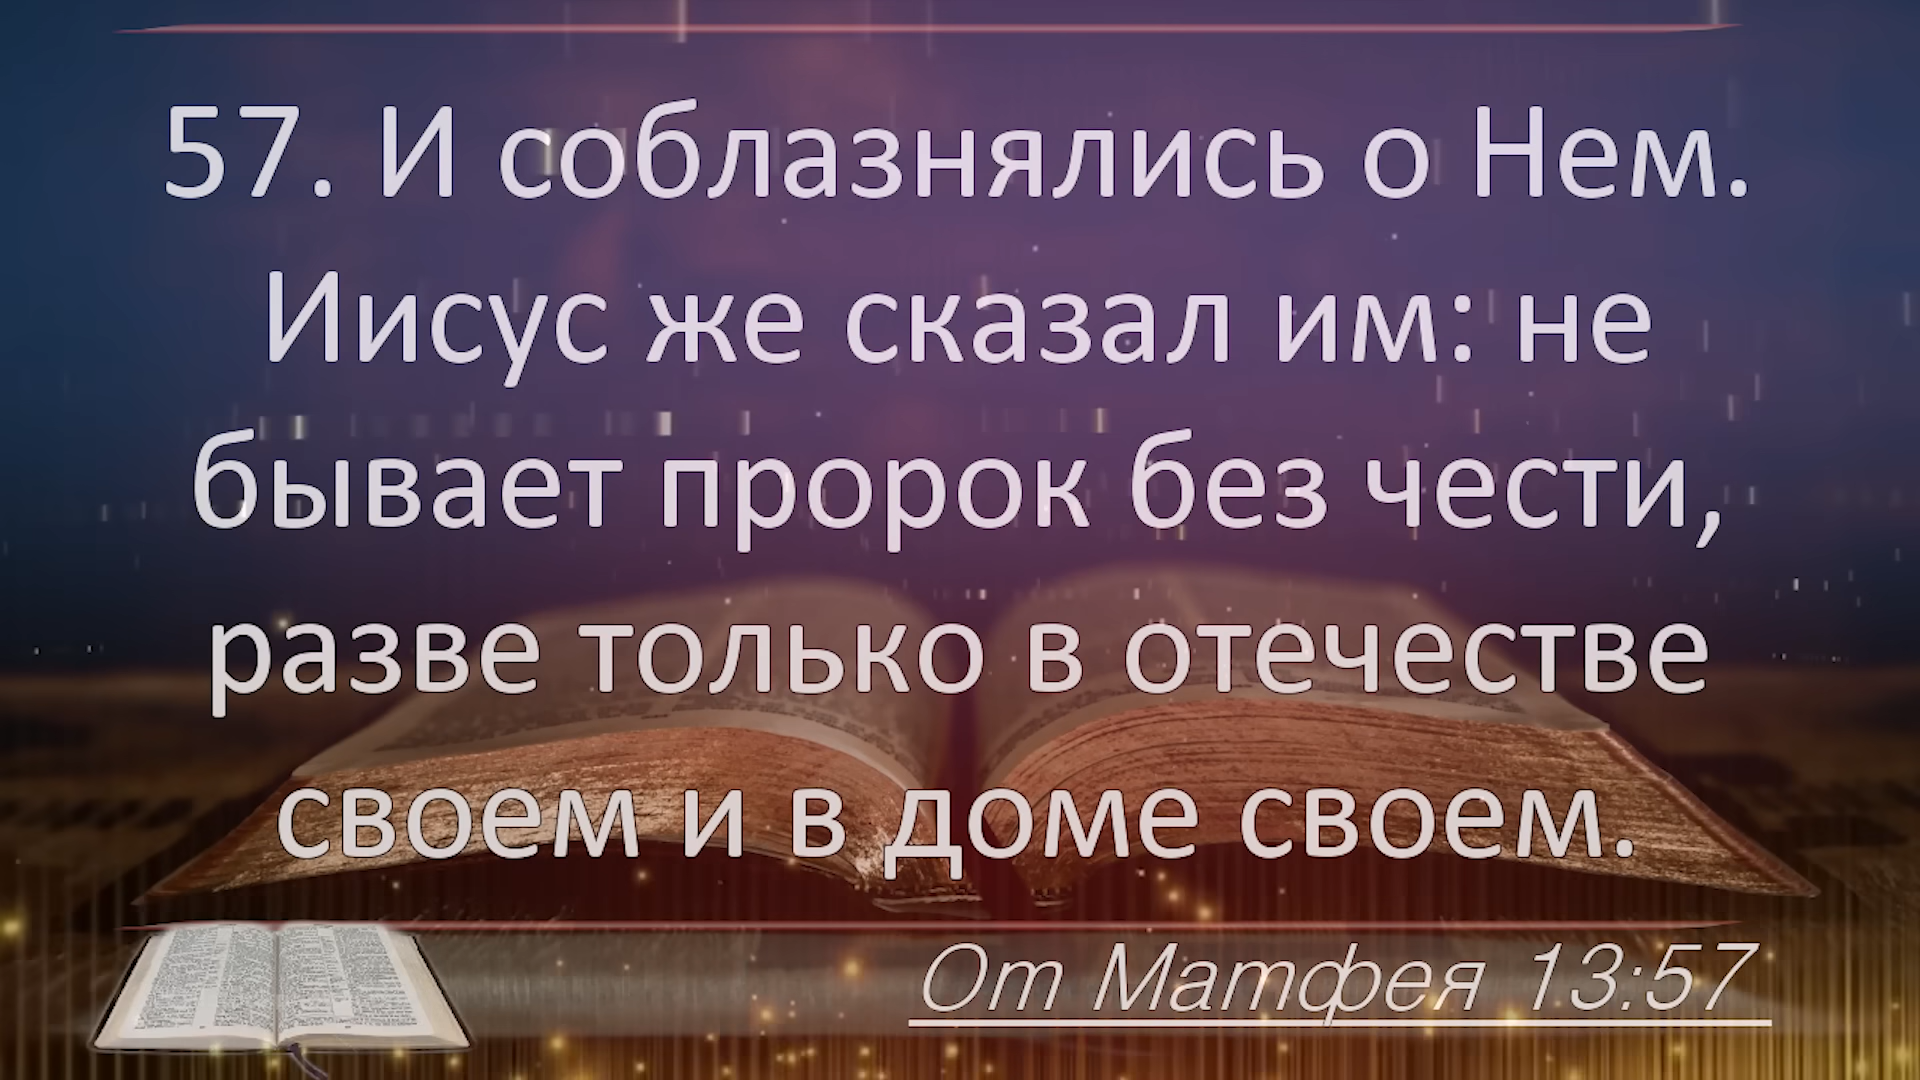 57. И соблазнялись о Нем.
Иисус же сказал им: не
бывает пророк без чести,
разве только в отечестве
своем и в доме своем.
От Матфея 13:57